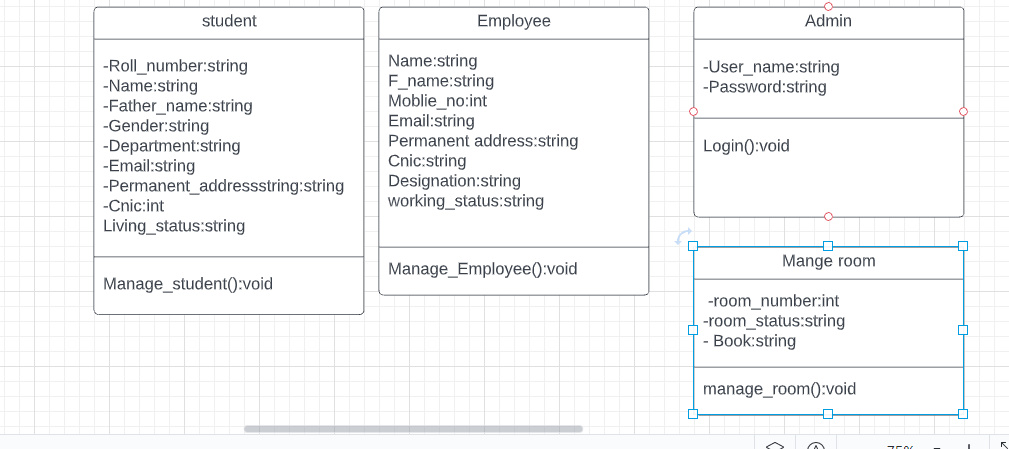 student
-Roll_number:string
-Name:string
-Father_name:string
-Gender:string
-Department:string
-Email:string
-Permanent_addressstring:string
-Cnic:int
Living_status:string
Manage_student():void
Employee
Name:string
F_name:string
Moblie_no:int
Email:string
Permanent address:string
Cnic:string
Designation:string
working_status:string
Manage_Employee():void
Admin
-User_name:string
-Password:string
Login():void
Mange room
-room_number:int
-room_status:string
- Book:string
manage_room():void
75%